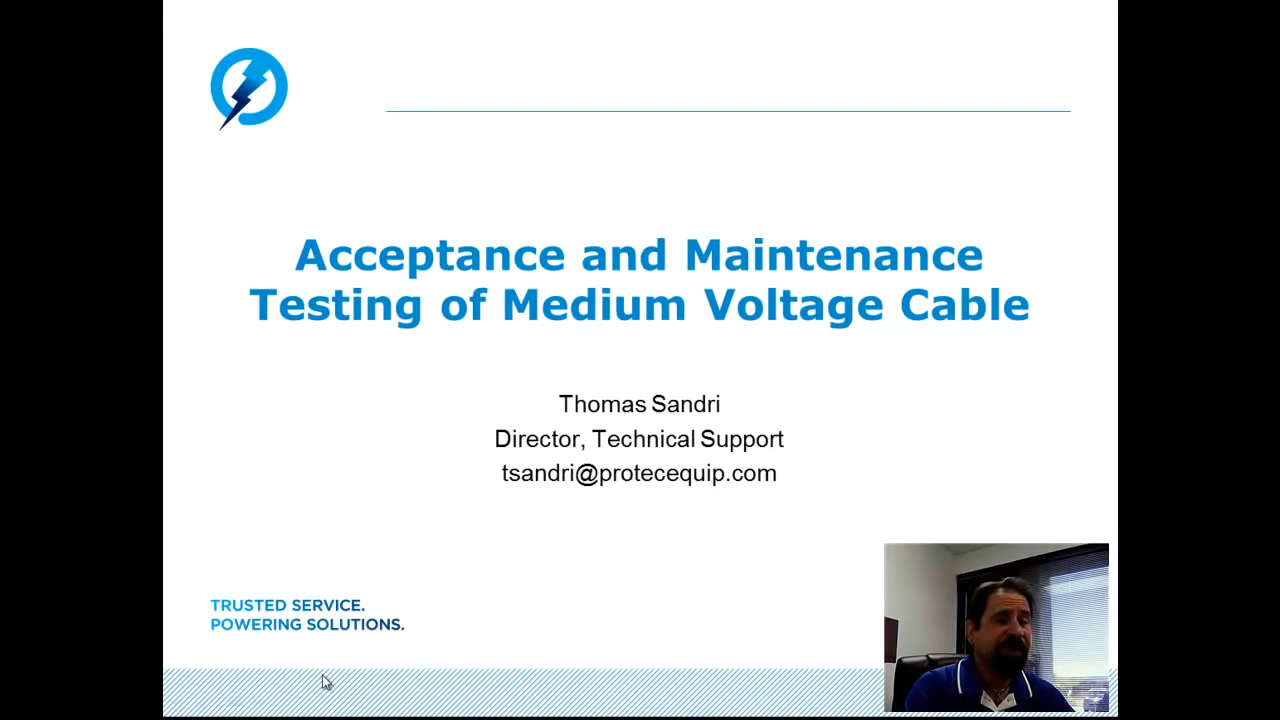 Acceptance and Maintenance
Testing of Medium Voltage Cable
Thomas Sandri
Director, Technical Support
tsandri@protecequip.com
TRUSTED SERVICE.
POWERING SOLUTIONS.